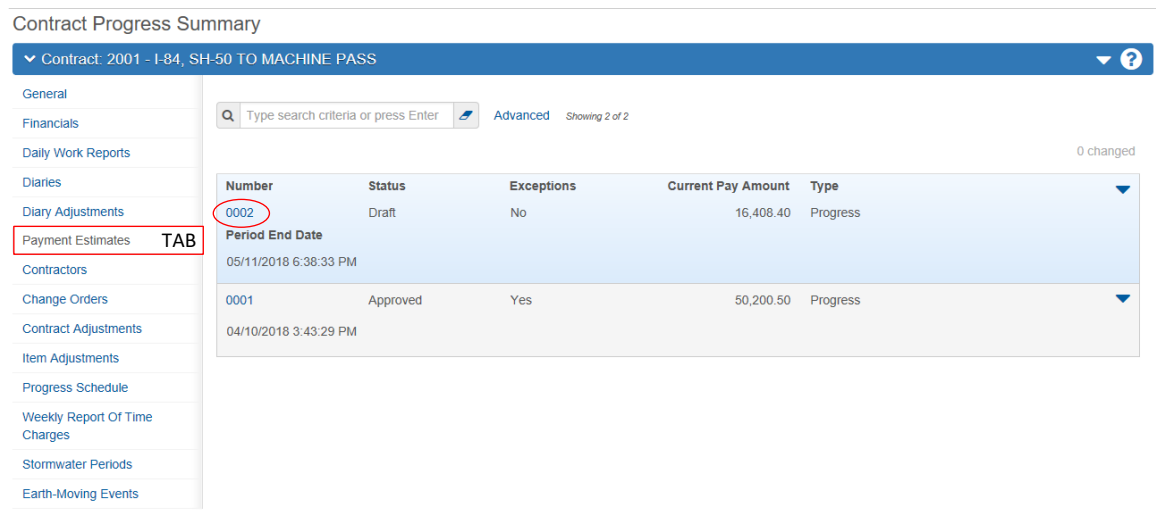 Contract Progress Summary
Contract: 2001 - I-84, SH-50 TO MACHINE PASS
?
General
Financials
Daily Work Reports
Diaries
Diary Adjustments
Payment Estimates TAB
Contractors
Change Orders
Contract Adjustments
Item Adjustments
Progress Schedule
Weekly Report Of Time
Charges
Stormwater Periods
Earth-Moving Events
Type search criteria or press Enter Advanced Showing 2 of 2
0 changed
Number Status Exceptions Current Pay Amount Type
0002 Draft No 16,408.40 Progress
Period End Date
05/11/2018 6:38:33 PM
0001 Approved Yes 50,200.50 Progress
04/10/2018 3:43:29 PM